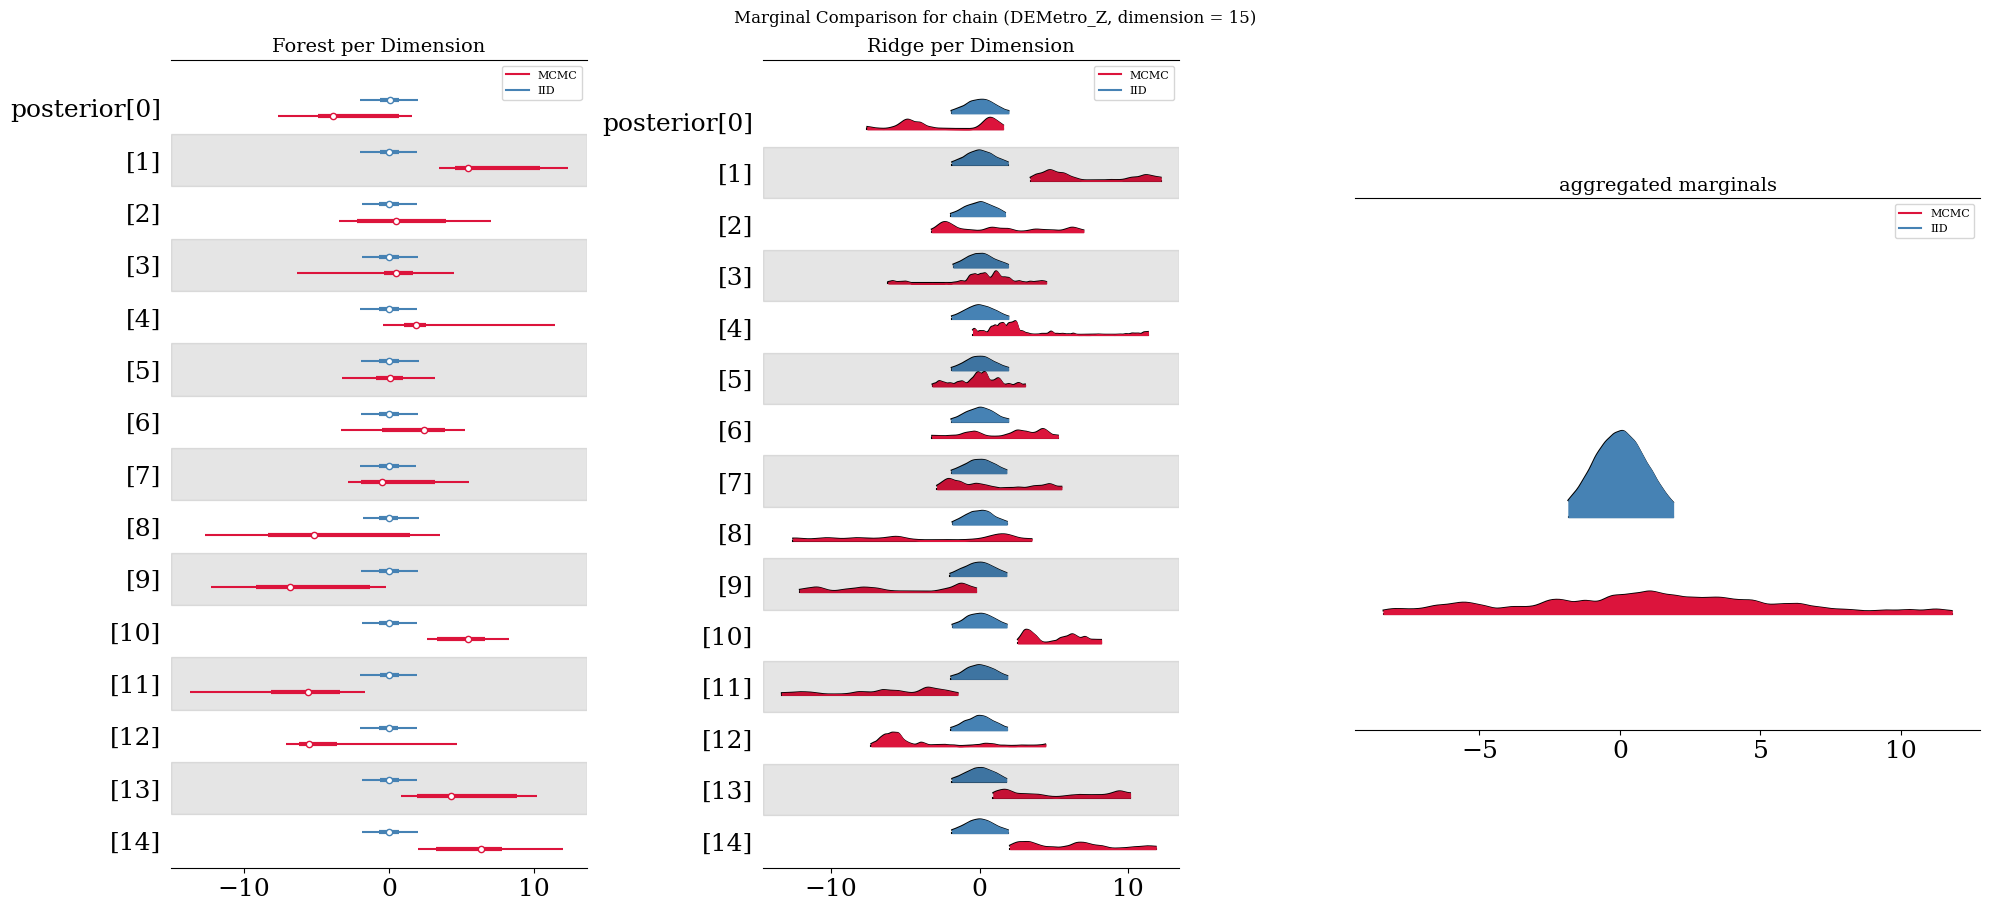 Marginal Comparison for chain (DEMetro_Z, dimension = 15)
Forest per Dimension
MCMC
IID
posterior[0]
[1]
[2]
[3]
[4]
[5]
[6]
[7]
[8]
[9]
[10]
[11]
[12]
[13]
[14]
−10 0 10
Ridge per Dimension
MCMC
IID
posterior[0]
[1]
[2]
[3]
[4]
[5]
[6]
[7]
[8]
[9]
[10]
[11]
[12]
[13]
[14]
−10 0 10
aggregated marginals
MCMC
IID
−5 0 5 10